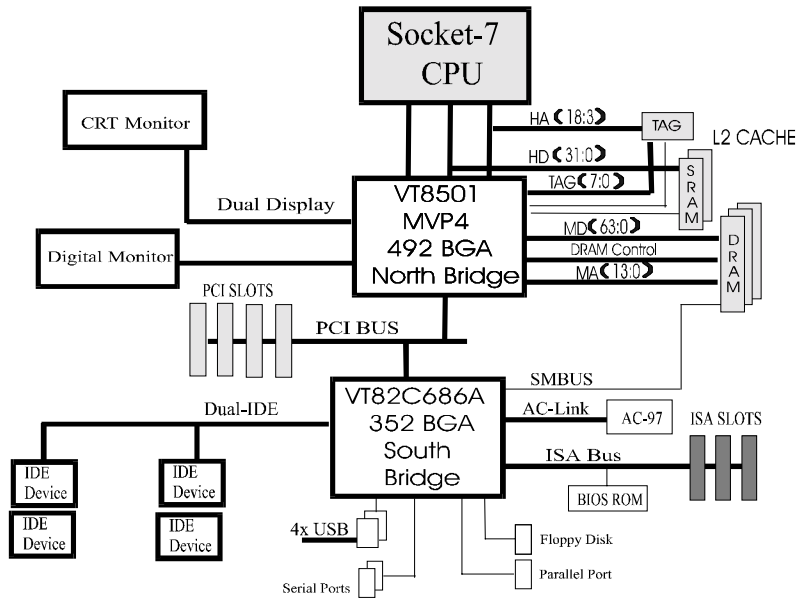 Socket-7
CPU
CRT Monitor
HA(18:3)
TAG
L2 CACHE
HD(31:0)
TAG(7:0)
SRAM
VT8501
MVP4
492 BGA
North Bridge
Dual Display
Digital Monitor
MD(63:0)
DRAM Control
MA(13:0)
DRAM
PCI SLOTS
PCI BUS
SMBUS
VT82C686A
352 BGA
South
Bridge
Dual-IDE
AC-Link
AC-97
ISA SLOTS
ISA Bus
BIOS ROM
IDE
Device
IDE
Device
IDE
Device
IDE
Device
4x USB
Floppy Disk
Serial Ports
Parallel Port